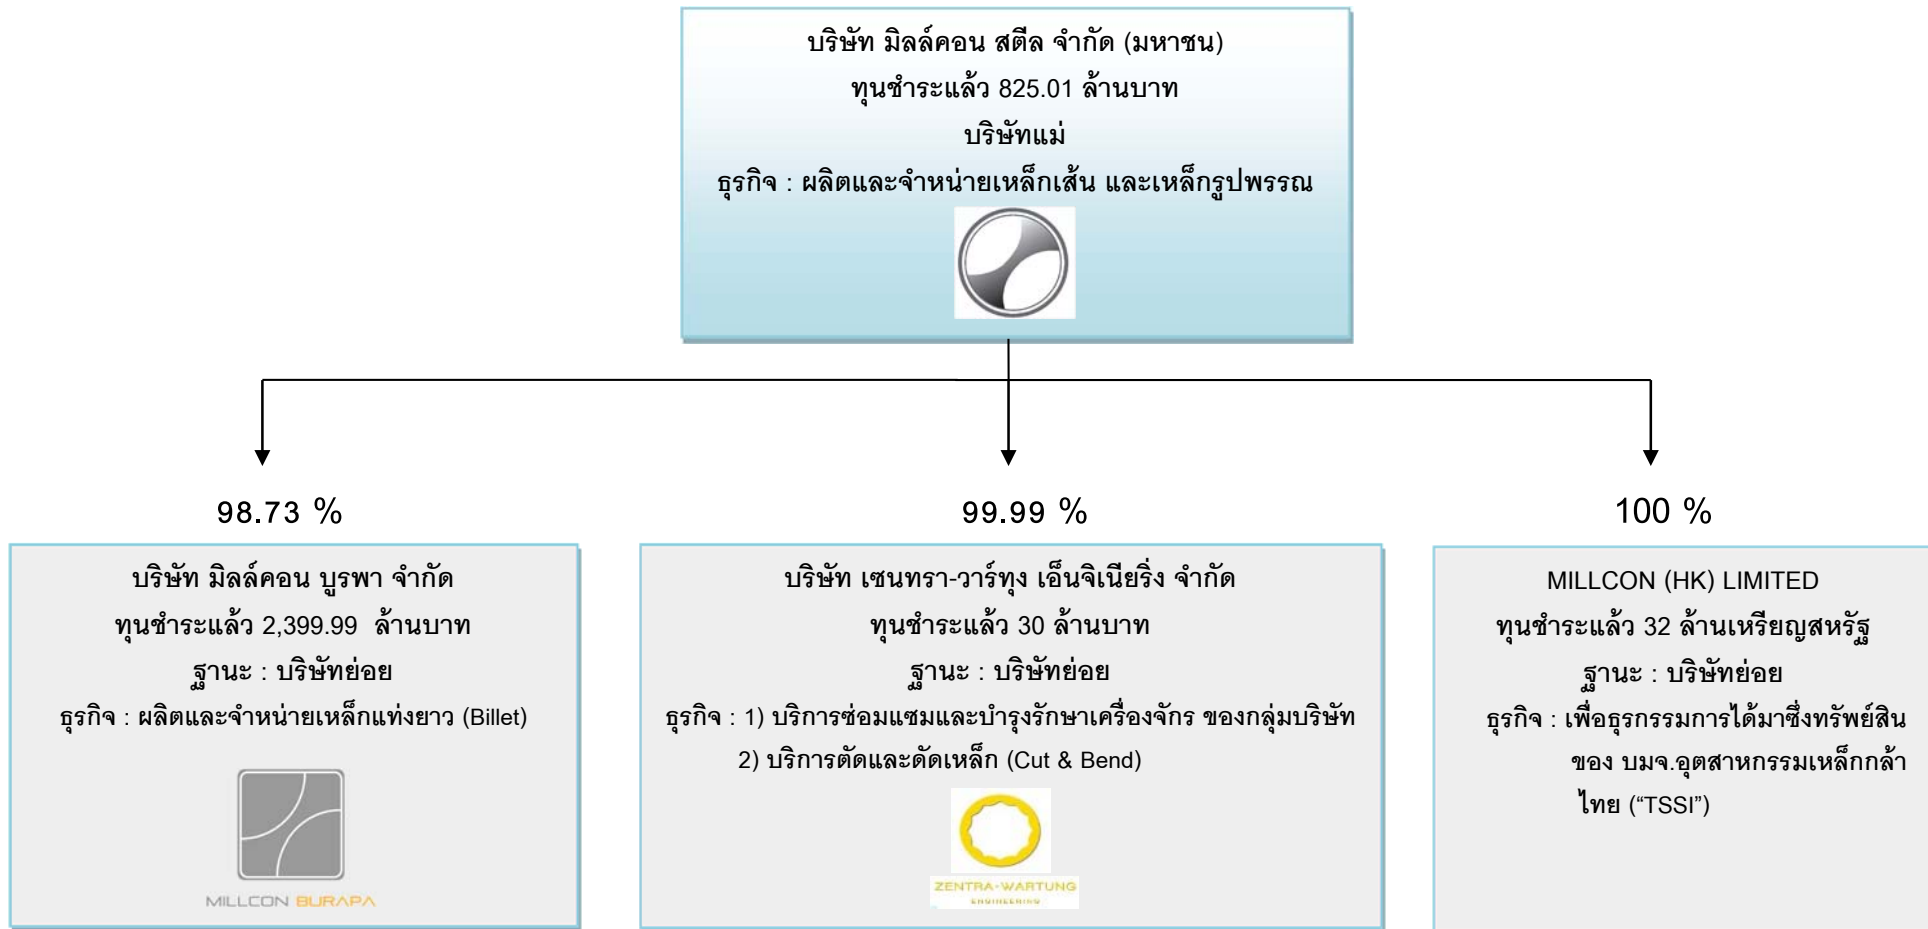 บริษัท มิลล์คอน สตีล จำกัด (มหาชน)
ทุนชำระแล้ว 825.01 ล้านบาท
บริษัทแม่
ธุรกิจ : ผลิตและจำหน่ายเหล็กเส้น และเหล็กรูปพรรณ
98.73 %
บริษัท มิลล์คอน บูรพา จำกัด
ทุนชำระแล้ว 2,399.99 ล้านบาท
ฐานะ : บริษัทย่อย
ธุรกิจ : ผลิตและจำหน่ายเหล็กแท่งยาว (Billet)
MILLCON BURAPA
99.99 %
บริษัท เซนทรา-วาร์ทุง เอ็นจิเนียริ่ง จำกัด
ทุนชำระแล้ว 30 ล้านบาท
ฐานะ : บริษัทย่อย
ธุรกิจ : 1) บริการซ่อมแซมและบำรุงรักษาเครื่องจักร ของกลุ่มบริษัท
2) บริการตัดและดัดเหล็ก (Cut & Bend)
ZENTRA-WARTUNG
ENGINEERING
100 %
MILLCON (HK) LIMITED
ทุนชำระแล้ว 32 ล้านเหรียญสหรัฐ
ฐานะ : บริษัทย่อย
ธุรกิจ : เพื่อธุรกรรมการได้มาซึ่งทรัพย์สิน
ของ บมจ.อุตสาหกรรมเหล็กกล้า
ไทย (“TSSI”)